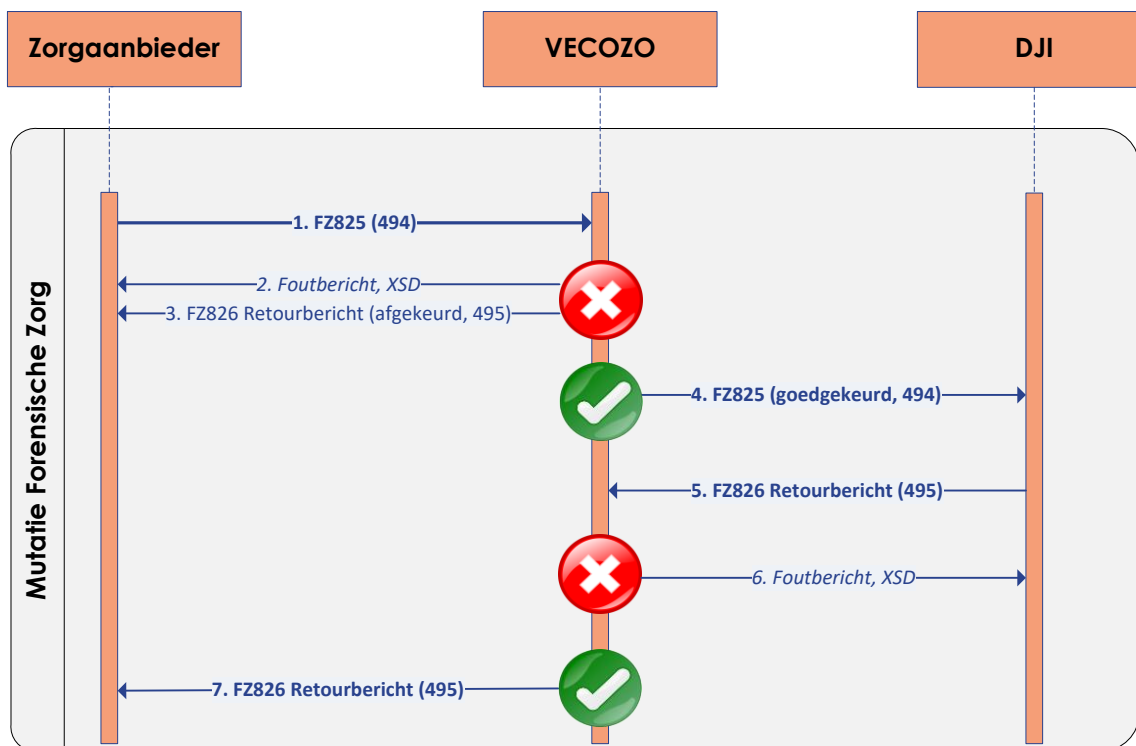 Zorgaanbieder
VECOZO
DJI
Mutatie Forensische Zorg
1. FZ825 (494)
2. Foutbericht, XSD
3. FZ826 Retourbericht (afgekeurd, 495)
4. FZ825 (goedgekeurd, 494)
5. FZ826 Retourbericht (495)
6. Foutbericht, XSD
7. FZ826 Retourbericht (495)